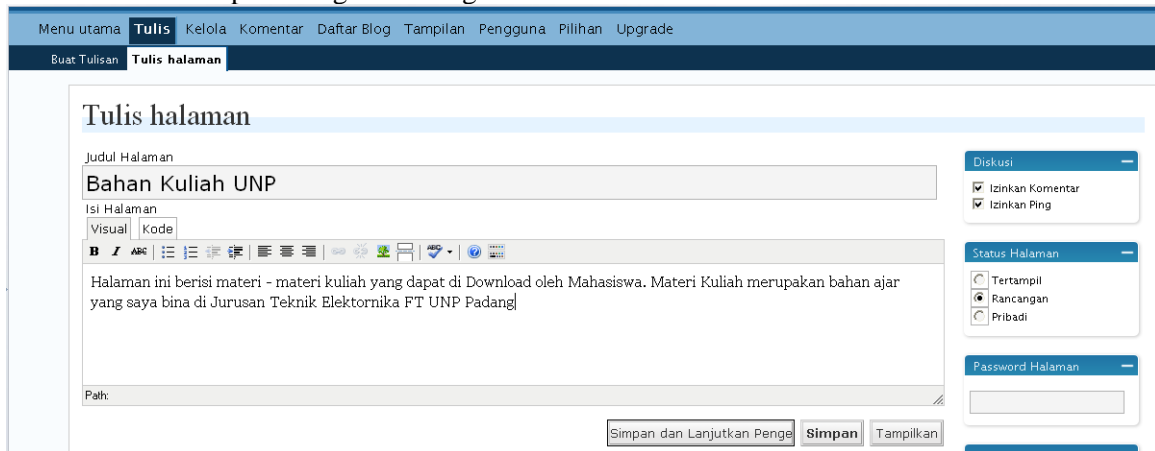 Menu utama Tulis Kelola Komentar Daftar Blog Tampilan Pengguna Pilihan Upgrade
Buat Tulisan Tulis halaman
Tulis halaman
Judul Halaman
Bahan Kuliah UNP
Isi Halaman
Visual Kode
B I ABC ABC
Halaman ini berisi materi - materi kuliah yang dapat di Download oleh Mahasiswa. Materi Kuliah merupakan bahan ajar
yang saya bina di Jurusan Teknik Elektornika FT UNP Padang
Path:
Simpan dan Lanjutkan Penge Simpan Tampilkan
Diskusi
Izinkan Komentar
Izinkan Ping
Status Halaman
Tertampil
Rancangan
Pribadi
Password Halaman